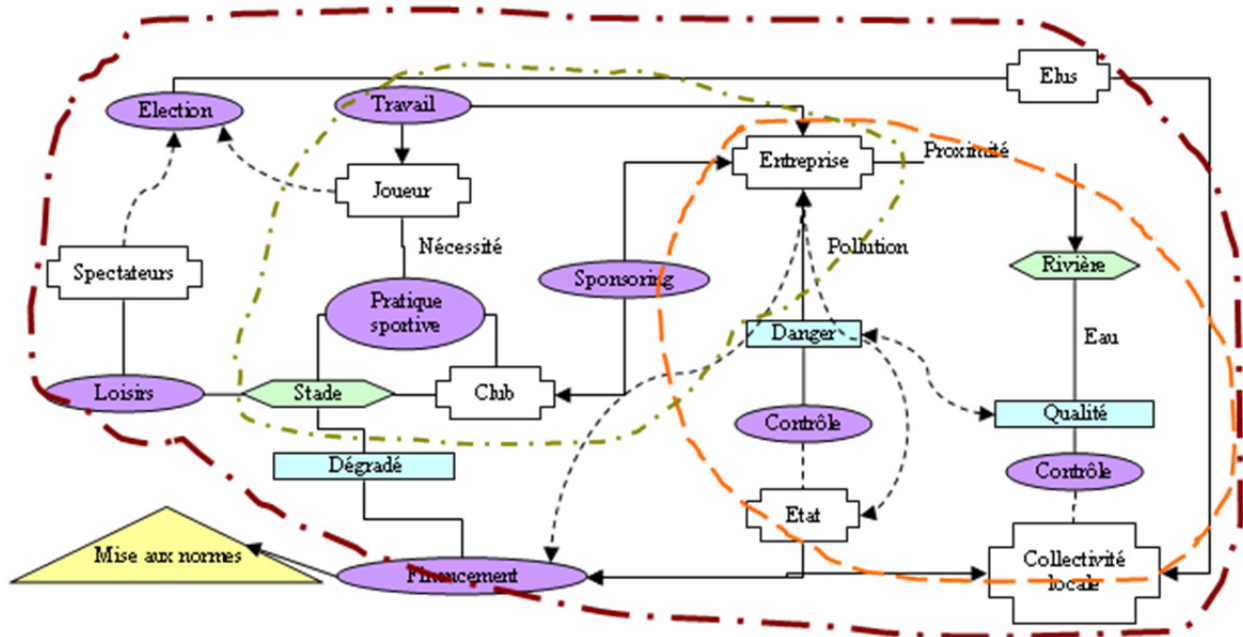 Elus
Election
Travail
Entreprise
Proximité
Joueur
Nécessité
Pollution
Spectateurs
Sponsoring
Rivière
Pratique
sportive
Danger
Eau
Loisirs
Stade
Club
Qualité
Contrôle
Dégradé
Contrôle
Etat
Mise aux normes
Financement
Collectivité
locale